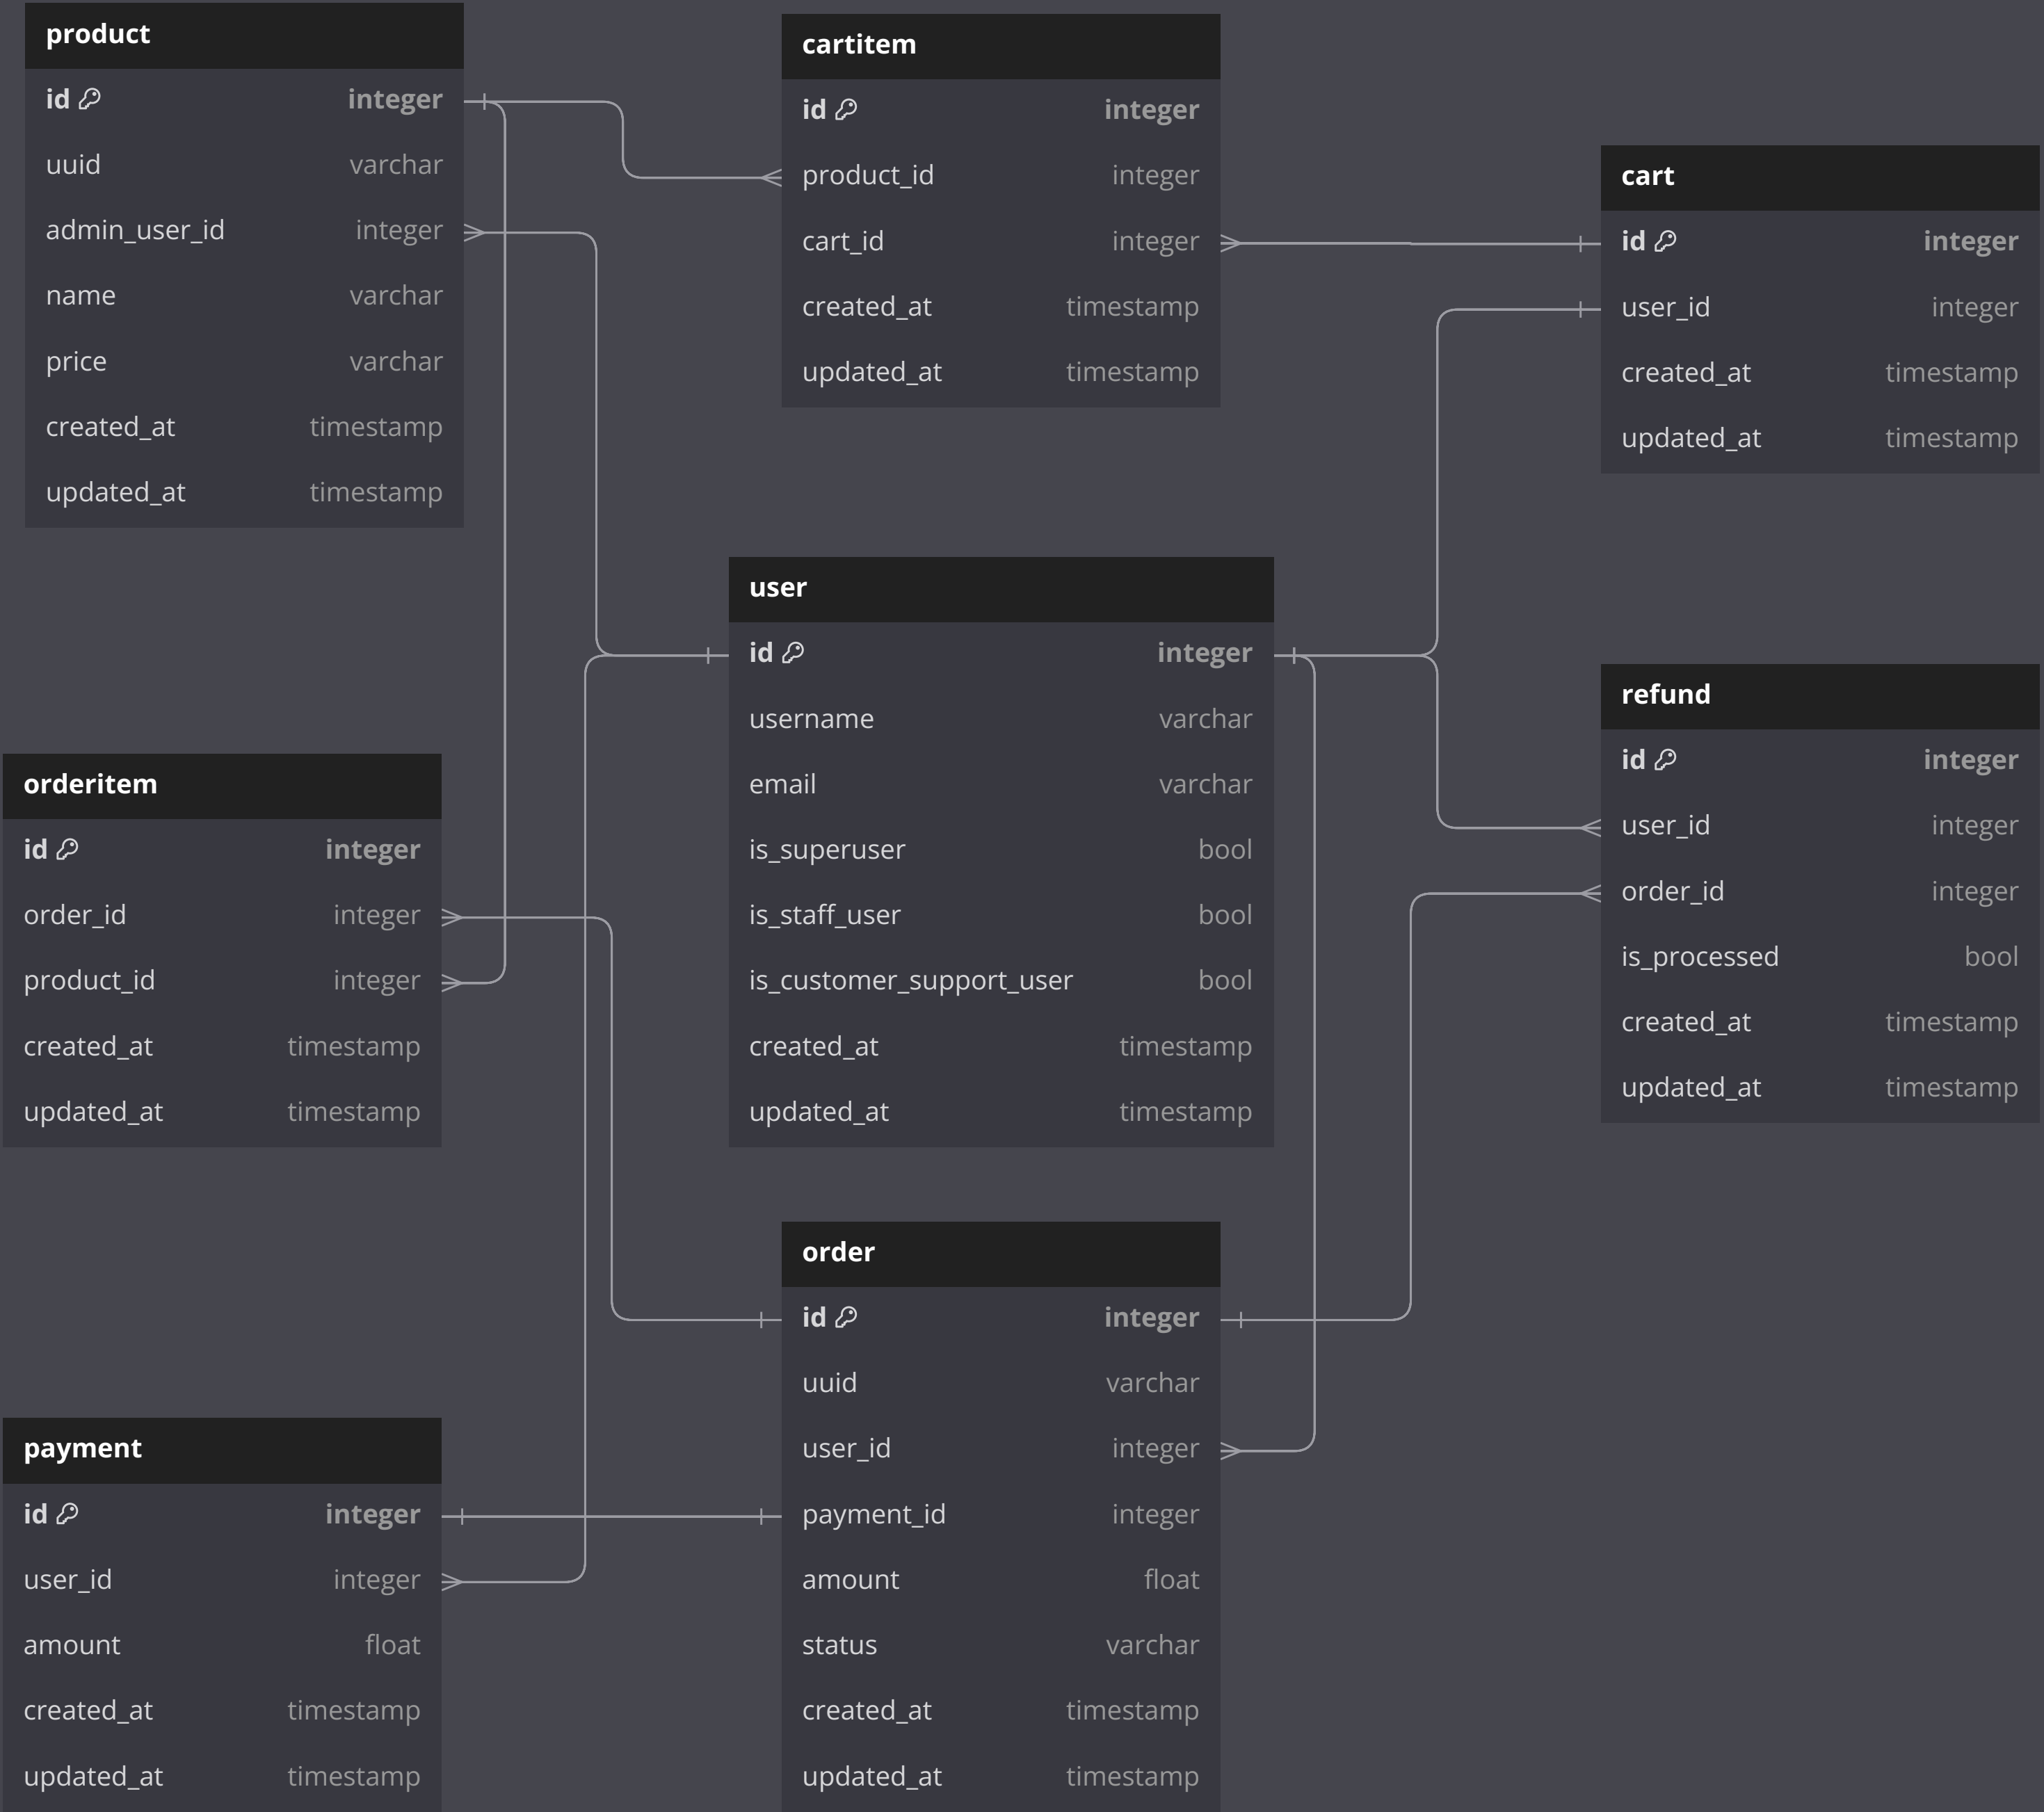 product
id integer
uuid varchar
admin_user_id integer
name varchar
price varchar
created_at timestamp
updated_at timestamp
cartitem
id integer
product_id integer
cart_id integer
created_at timestamp
updated_at timestamp
cart
id integer
user_id integer
created_at timestamp
updated_at timestamp
user
id integer
username varchar
email varchar
is_superuser bool
is_staff_user bool
is_customer_support_user bool
created_at timestamp
updated_at timestamp
refund
id integer
user_id integer
order_id integer
is_processed bool
created_at timestamp
updated_at timestamp
orderitem
id integer
order_id integer
product_id integer
created_at timestamp
updated_at timestamp
order
id integer
uuid varchar
user_id integer
payment_id integer
amount float
status varchar
created_at timestamp
updated_at timestamp
payment
id integer
user_id integer
amount float
created_at timestamp
updated_at timestamp